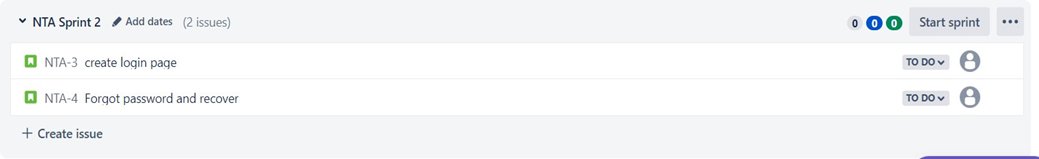 NTA Sprint 2 Add dates (2 issues) 0 0 0 Start sprint
NTA-3 create login page TO DO
NTA-4 Forgot password and recover TO DO
Create issue